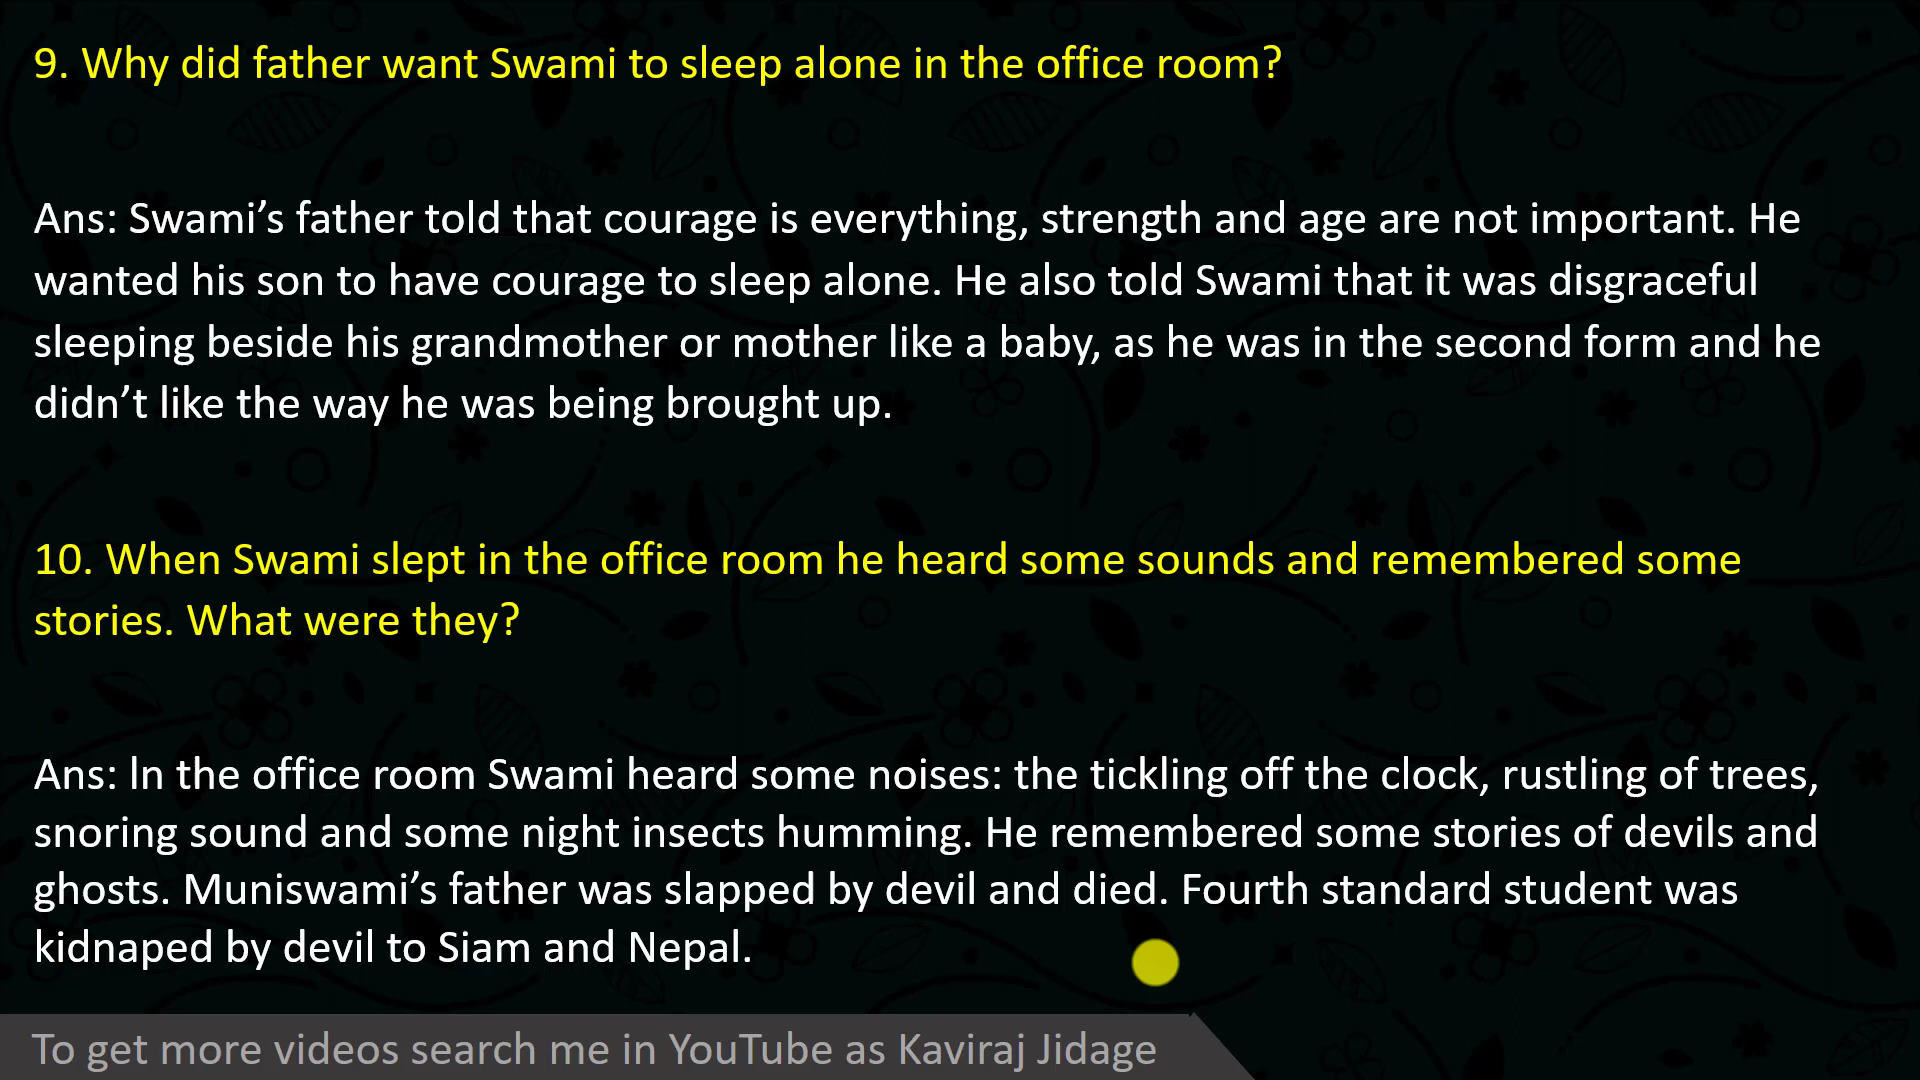 9. Why did father want Swami to sleep alone in the office room?
Ans: Swami’s father told that courage is everything, strength and age are not important. He
wanted his son to have courage to sleep alone. He also told Swami that it was disgraceful
sleeping beside his grandmother or mother like a baby, as he was in the second form and he
didn’t like the way he was being brought up.
10. When Swami slept in the office room he heard some sounds and remembered some
stories. What were they?
Ans: ln the office room Swami heard some noises: the tickling off the clock, rustling of trees,
snoring sound and some night insects humming. He remembered some stories of devils and
ghosts. Muniswami’s father was slapped by devil and died. Fourth standard student was
kidnaped by devil to Siam and Nepal.
To get more videos search me in YouTube as Kaviraj Jidage